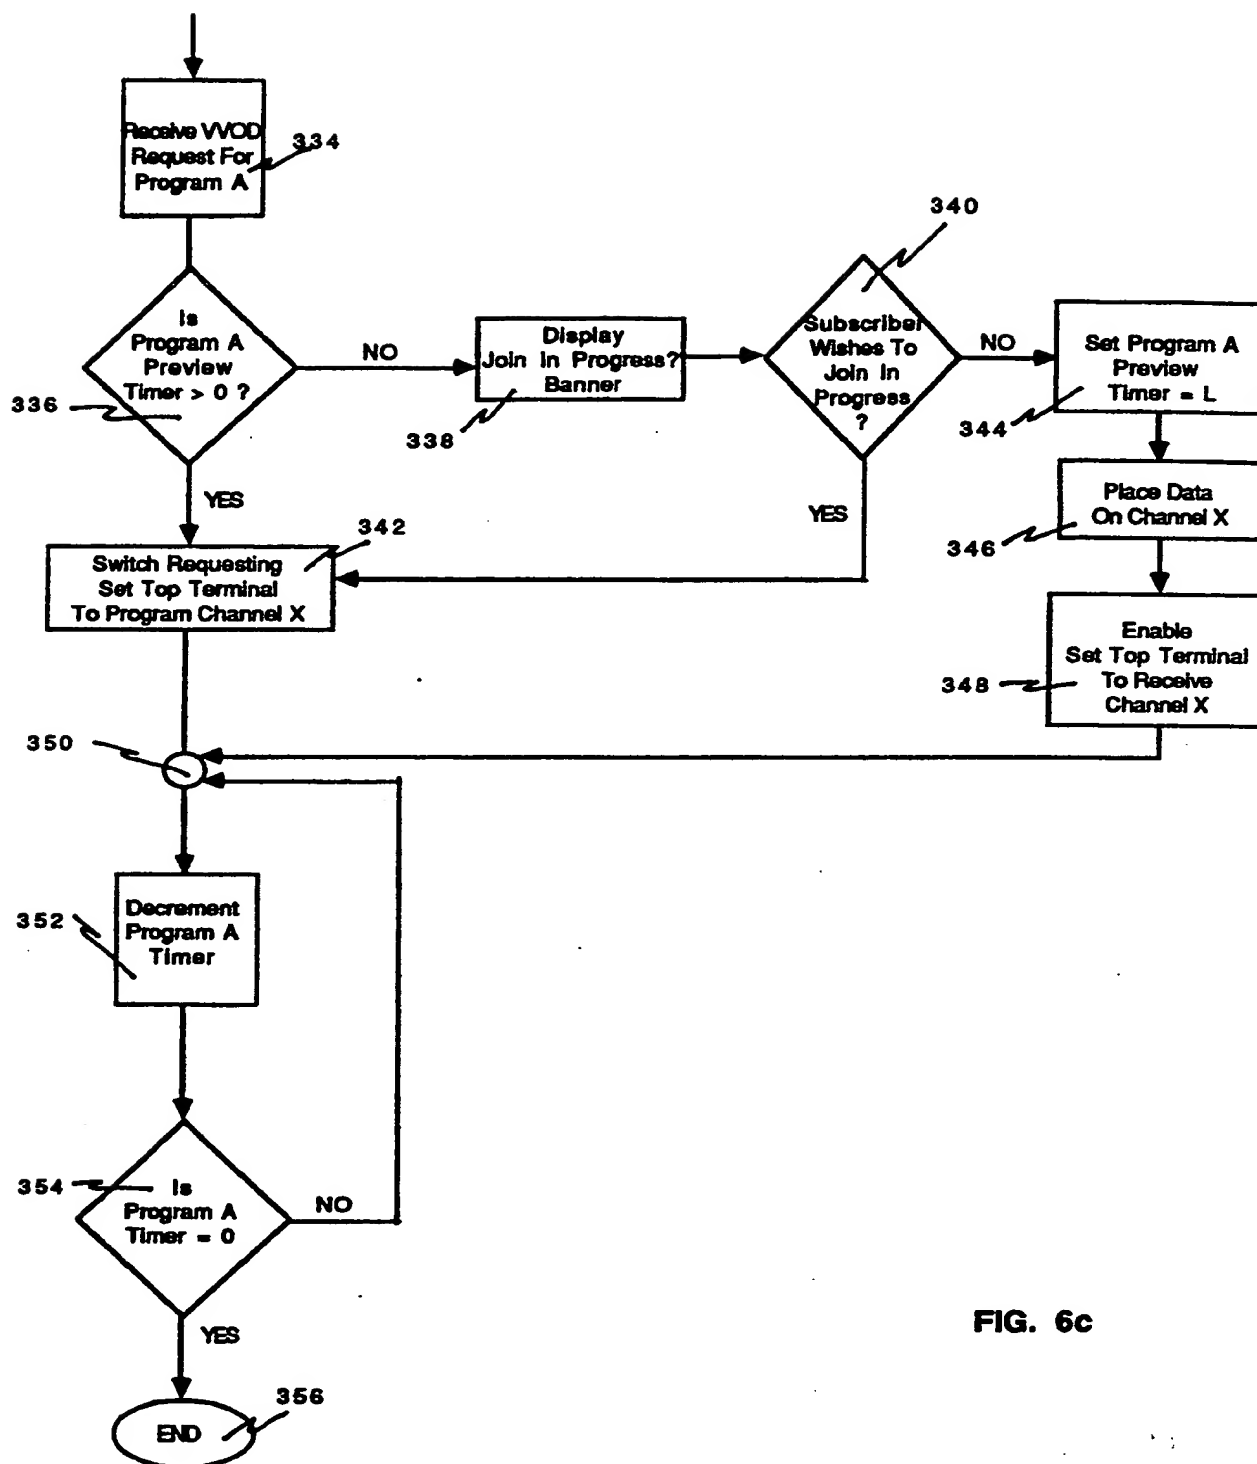 Receive VVOD
Request For
Program A
334
Is
Program A
Preview
Timer > 0 ?
336
NO
Display
Join In Progress?
Banner
338
340
Subscriber
Wishes To
Join In
Progress
?
NO
Set Program A
Preview
Timer = L
344
YES
YES
Place Data
On Channel X
346
342
Switch Requesting
Set Top Terminal
To Program Channel X
Enable
Set Top Terminal
To Receive
Channel X
348
350
Decrement
Program A
Timer
352
354
Is
Program A
Timer = 0
NO
YES
END
356
FIG. 6c